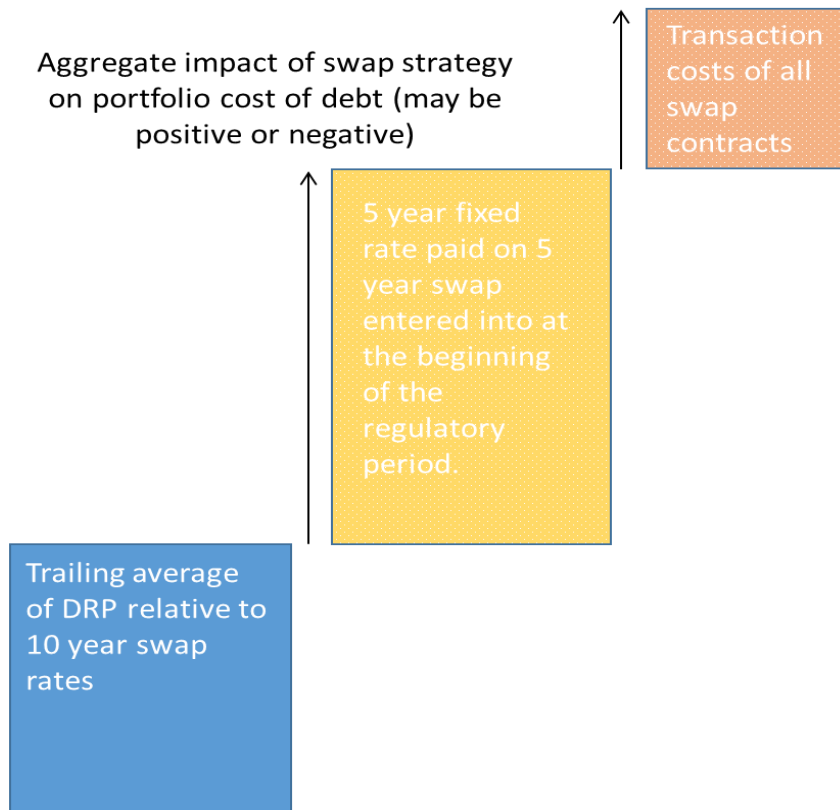 Aggregate impact of swap strategy
on portfolio cost of debt (may be
positive or negative)
Transaction
costs of all
swap
contracts
5 year fixed
rate paid on 5
year swap
entered into at
the beginning
of the
regulatory
period.
Trailing average
of DRP relative to
10 year swap
rates